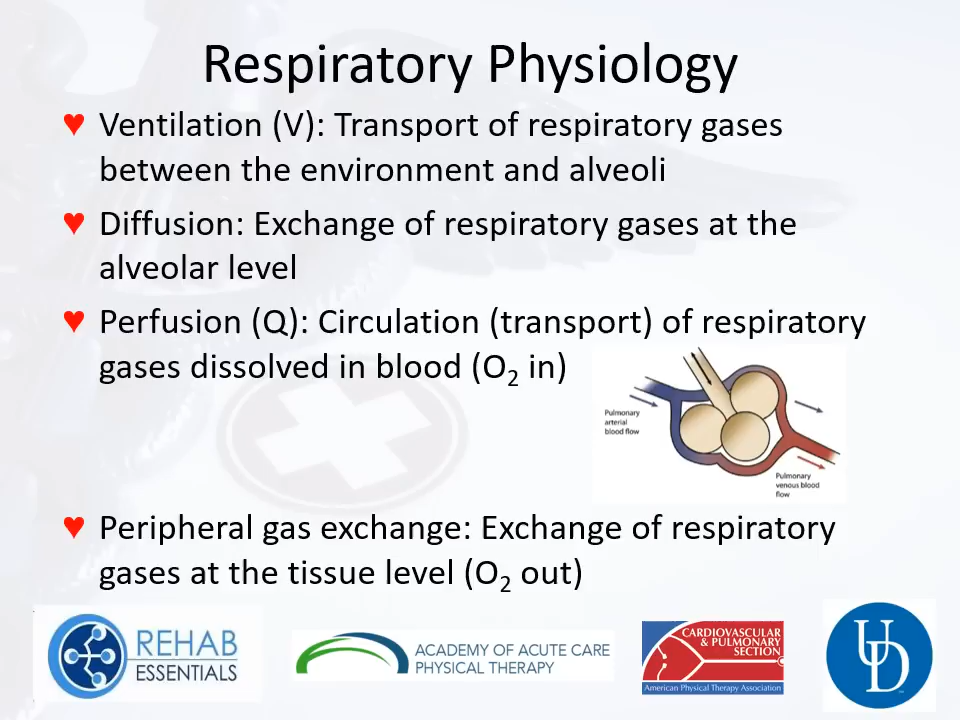 Respiratory Physiology
♥ Ventilation (V): Transport of respiratory gases
between the environment and alveoli
♥ Diffusion: Exchange of respiratory gases at the
alveolar level
♥ Perfusion (Q): Circulation (transport) of respiratory
gases dissolved in blood (O₂ in)
Pulmonary
arterial
blood flow
Pulmonary
venous blood
flow
♥ Peripheral gas exchange: Exchange of respiratory
gases at the tissue level (O₂ out)
REHAB
ESSENTIALS
ACADEMY OF ACUTE CARE
PHYSICAL THERAPY
CARDIOVASCULAR
& PULMONARY
SECTION
American Physical Therapy Association
UD